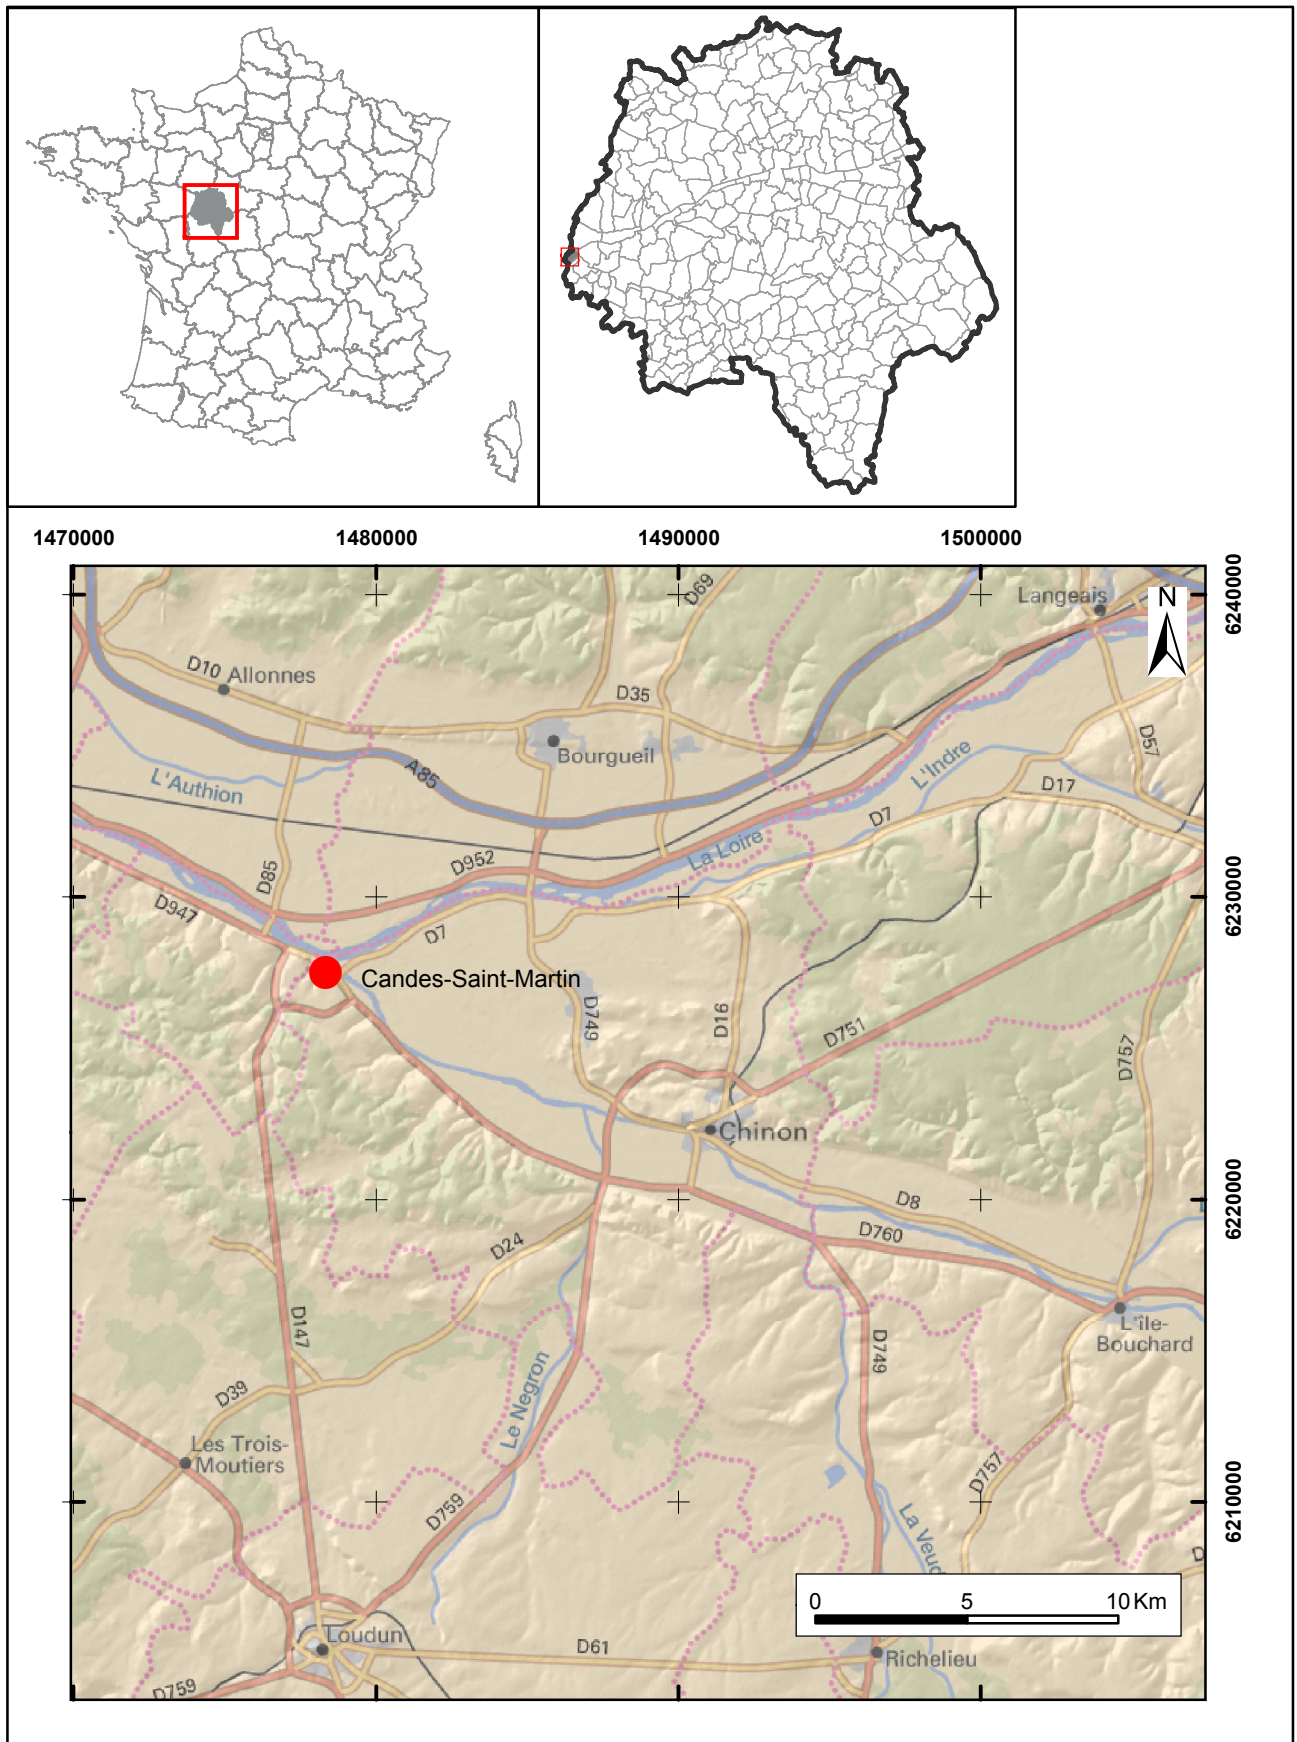 1470000
1480000
1490000
1500000
6240000
6230000
6220000
6210000
N
Langeais
D69
D10
Allonnes
D35
Bourgueil
D57
L'Indre
A85
L'Authion
D17
D7
La Loire
D952
D85
D947
D7
Candes-Saint-Martin
D749
D16
D751
D757
Chinon
D8
D760
D24
D147
L'île-
Bouchard
D749
Le Negron
D39
Les Trois-
Moutiers
D757
D759
La Veud
D
0 5 10 Km
Loudun
D61
Richelieu
D759